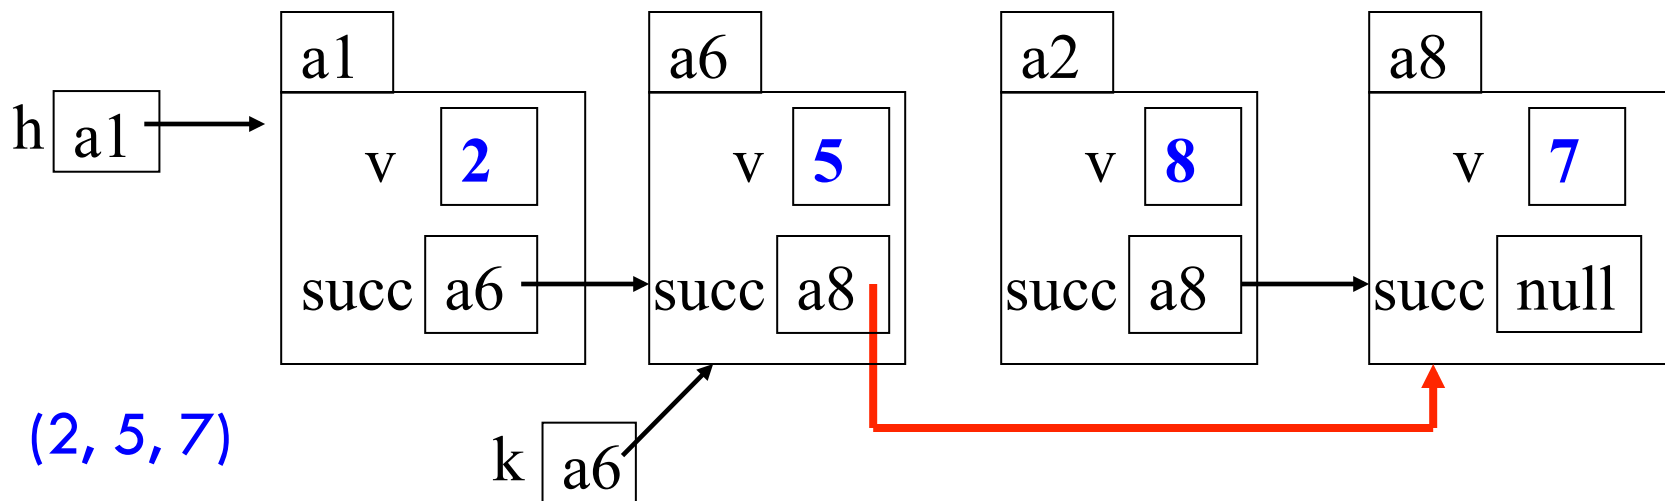 a1 a6 a2 a8
h a1
v 2 v 5 v 8 v 7
succ a6 succ a8 succ a8 succ null
(2, 5, 7)
k a6